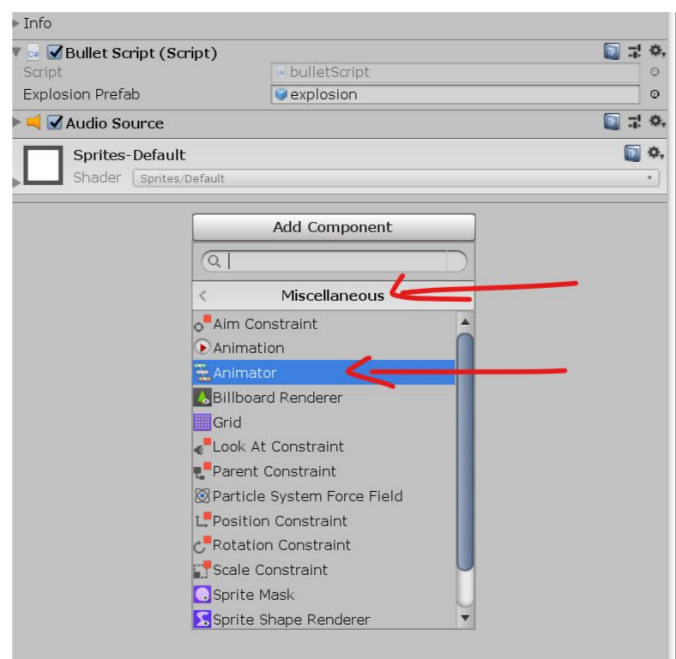 Info
Bullet Script (Script)
Script bulletScript
Explosion Prefab explosion
Audio Source
Sprites-Default
Shader Sprites/Default
Add Component
Miscellaneous
Aim Constraint
Animation
Animator
Billboard Renderer
Grid
Look At Constraint
Parent Constraint
Particle System Force Field
Position Constraint
Rotation Constraint
Scale Constraint
Sprite Mask
Sprite Shape Renderer